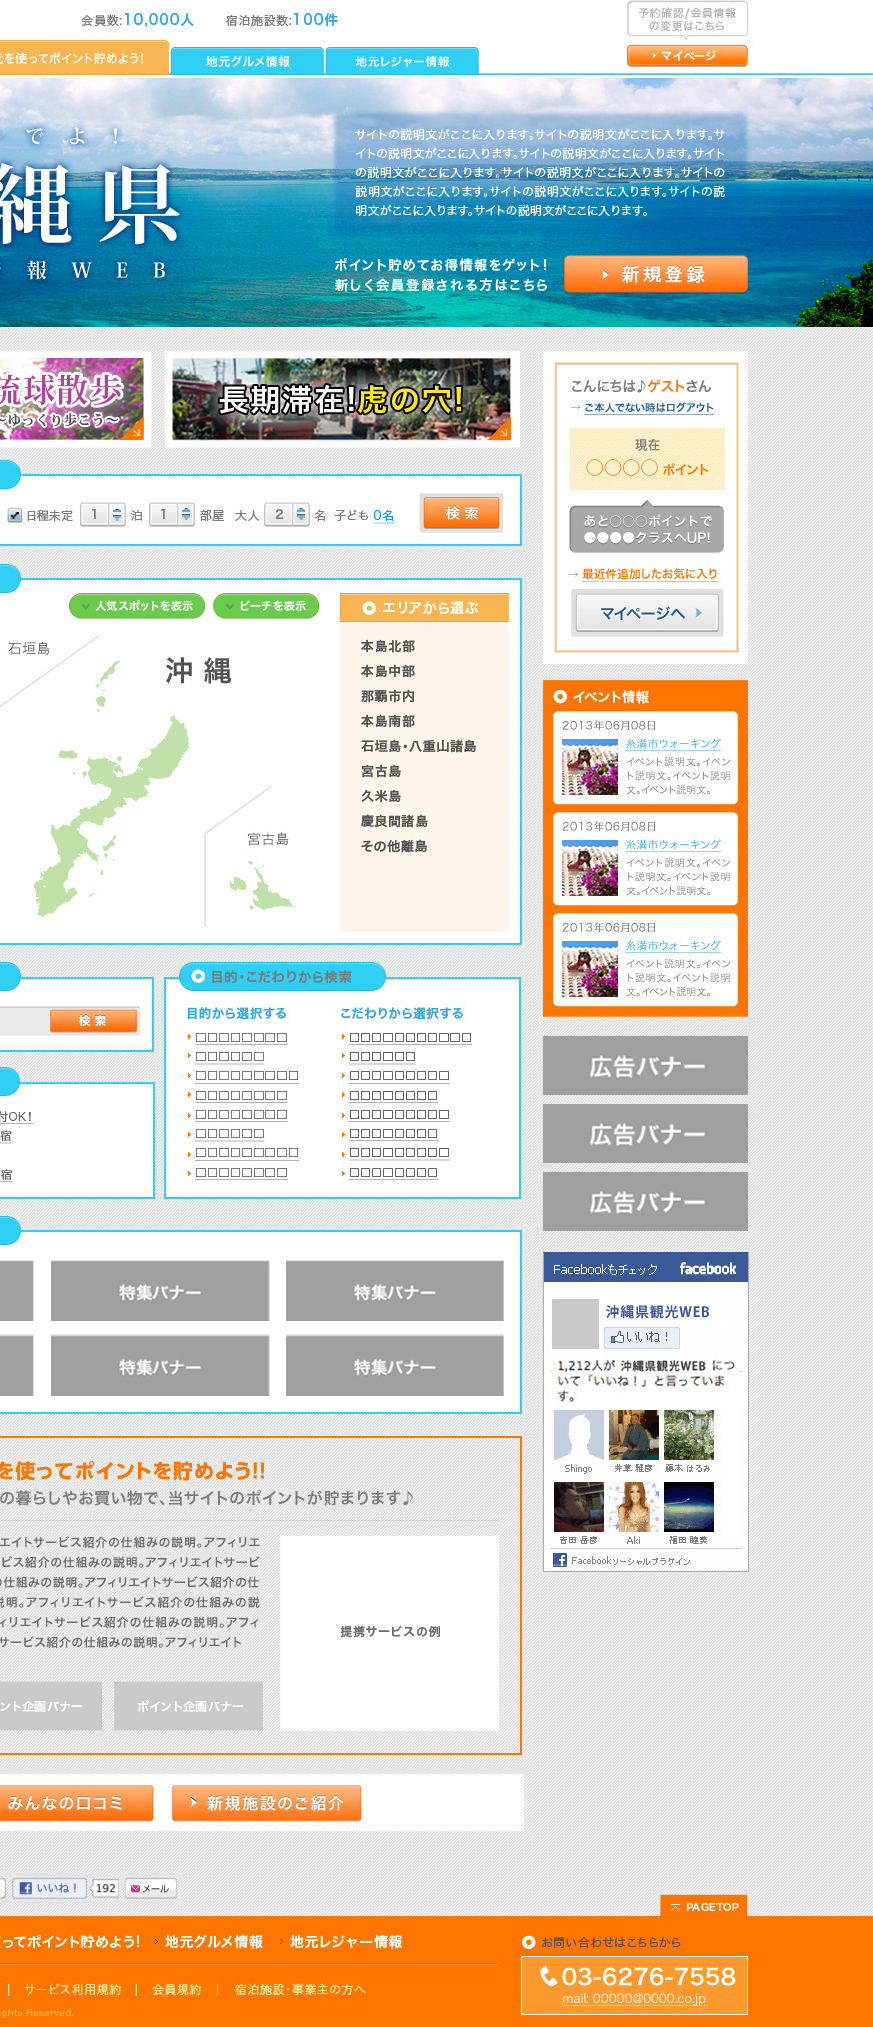 会員数:10,000人 宿泊施設数:100件
予約確認/会員情報
の変更はこちら
マイページ
を使ってポイント貯めよう!
地元グルメ情報
地元レジャー情報
でよ!
縄県
報WEB
サイトの説明文がここに入ります。サイトの説明文がここに入ります。サ
イトの説明文がここに入ります。サイトの説明文がここに入ります。サイト
の説明文がここに入ります。サイトの説明文がここに入ります。サイトの
説明文がここに入ります。サイトの説明文がここに入ります。サイトの説
明文がここに入ります。サイトの説明文がここに入ります。
ポイント貯めてお得情報をゲット!
新しく会員登録される方はこちら
新規登録
琉球散歩
～ゆっくり歩こう～
長期滞在!虎の穴!
こんにちは♪ゲストさん
→ ご本人でない時はログアウト
現在
○○○○ ポイント
あと○○○ポイントで
●●●●クラスへUP!
→ 最近件追加したお気に入り
マイページへ
日程未定 1 泊 1 部屋 大人 2 名 子ども 0名
検索
人気スポットを表示
ビーチを表示
石垣島
沖縄
宮古島
エリアから選ぶ
本島北部
本島中部
那覇市内
本島南部
石垣島・八重山諸島
宮古島
久米島
慶良間諸島
その他離島
イベント情報
2013年06月08日
糸満市ウォーキング
イベント説明文。イベン
ト説明文。イベント説明
文。イベント説明文。
2013年06月08日
糸満市ウォーキング
イベント説明文。イベン
ト説明文。イベント説明
文。イベント説明文。
2013年06月08日
糸満市ウォーキング
イベント説明文。イベン
ト説明文。イベント説明
文。イベント説明文。
検索
付OK!
宿
宿
目的・こだわりから検索
目的から選択する
□□□□□□□□
□□□□□□
□□□□□□□□□
□□□□□□□□
□□□□□□□□
□□□□□□
□□□□□□□□□
□□□□□□□□
こだわりから選択する
□□□□□□□□□□□
□□□□□□
□□□□□□□□□
□□□□□□□□
□□□□□□□□□
□□□□□□□□
□□□□□□□□□
□□□□□□□□
広告バナー
広告バナー
広告バナー
特集バナー
特集バナー
特集バナー
特集バナー
Facebookもチェック facebook
沖縄県観光WEB
いいね!
1,212人が 沖縄県観光WEB につ
いて「いいね!」と言っていま
す。
Shingo 井草 雅彦 藤本 はるみ
吉田 岳彦 Aki 福田 睦美
Facebookソーシャルプラグイン
を使ってポイントを貯めよう!!
の暮らしやお買い物で、当サイトのポイントが貯まります♪
エイトサービス紹介の仕組みの説明。アフィリエ
ビス紹介の仕組みの説明。アフィリエイトサービ
の仕組みの説明。アフィリエイトサービス紹介の仕
説明。アフィリエイトサービス紹介の仕組みの説
ィリエイトサービス紹介の仕組みの説明。アフィ
サービス紹介の仕組みの説明。アフィリエイト
提携サービスの例
ント企画バナー
ポイント企画バナー
みんなの口コミ
新規施設のご紹介
いいね! 192 メール
PAGETOP
ってポイント貯めよう! 地元グルメ情報 地元レジャー情報
| サービス利用規約 | 会員規約 | 宿泊施設・事業主の方へ
ights Reserved.
お問い合わせはこちらから
03-6276-7558
mail: 00000@0000.co.jp